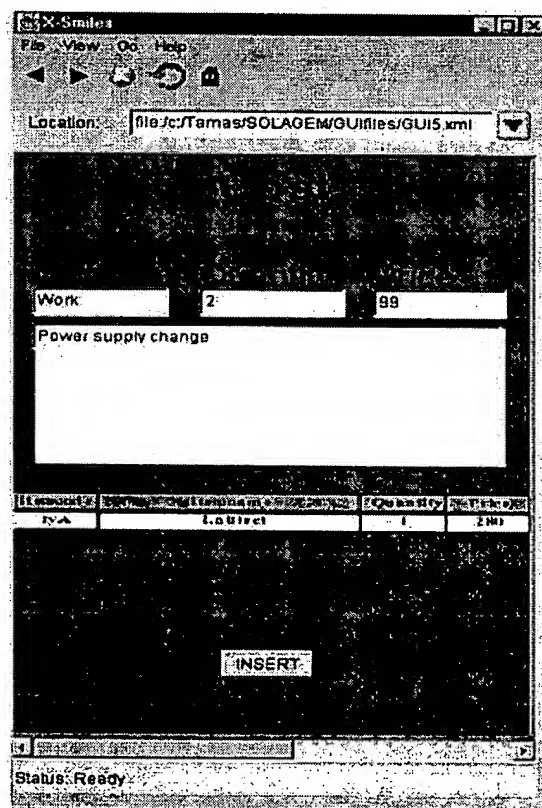 X-Smiles
File View Go Help
Location: file:/c:/Tamas/SOLAGEM/GUIfiles/GUI5.xml
Work 2 99
Power supply change
Quantity
1
INSERT
Status: Ready